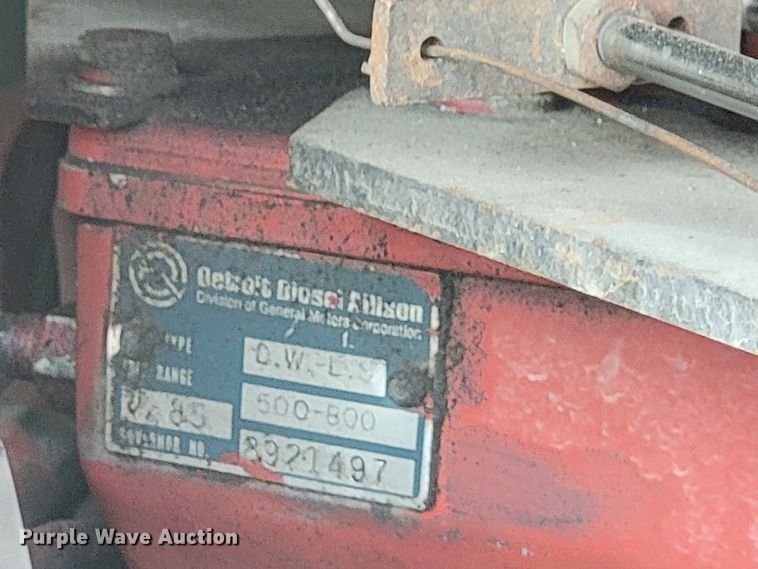 Detroit Diesel Allison
Division of General Motors Corporation
TYPE D.W.-L.S
RANGE 500-800
GOVERNOR NO. 8921497
Purple Wave Auction